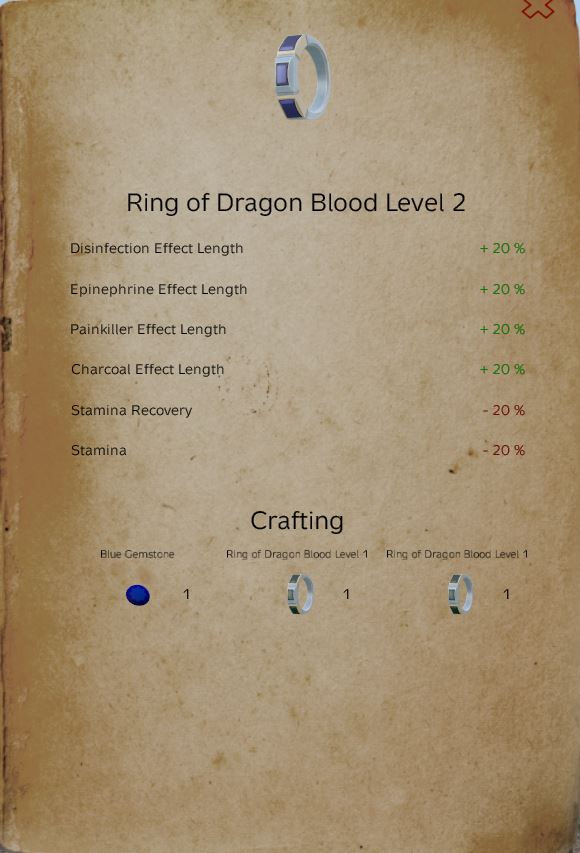 Ring of Dragon Blood Level 2
Disinfection Effect Length + 20 %
Epinephrine Effect Length + 20 %
Painkiller Effect Length + 20 %
Charcoal Effect Length + 20 %
Stamina Recovery - 20 %
Stamina - 20 %
Crafting
Blue Gemstone Ring of Dragon Blood Level 1 Ring of Dragon Blood Level 1
1 1 1